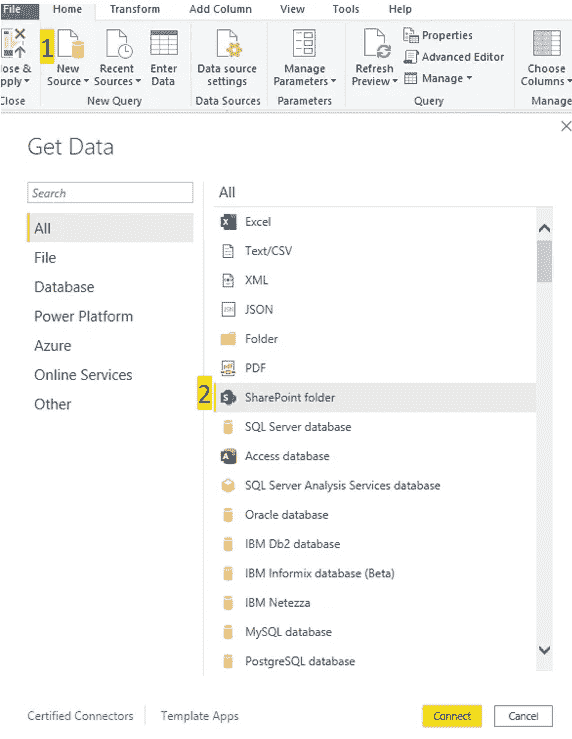 File Home Transform Add Column View Tools Help
1
ose & New Recent Enter Data source Manage Refresh Properties Choose
pply Source Sources Data settings Parameters Preview Advanced Editor Columns
Manage
Close New Query Data Sources Parameters Query Manage
Get Data
Search
All
File
Database
Power Platform
Azure
Online Services
Other
All
Excel
Text/CSV
XML
JSON
Folder
PDF
2 SharePoint folder
SQL Server database
Access database
SQL Server Analysis Services database
Oracle database
IBM Db2 database
IBM Informix database (Beta)
IBM Netezza
MySQL database
PostgreSQL database
Certified Connectors Template Apps Connect Cancel